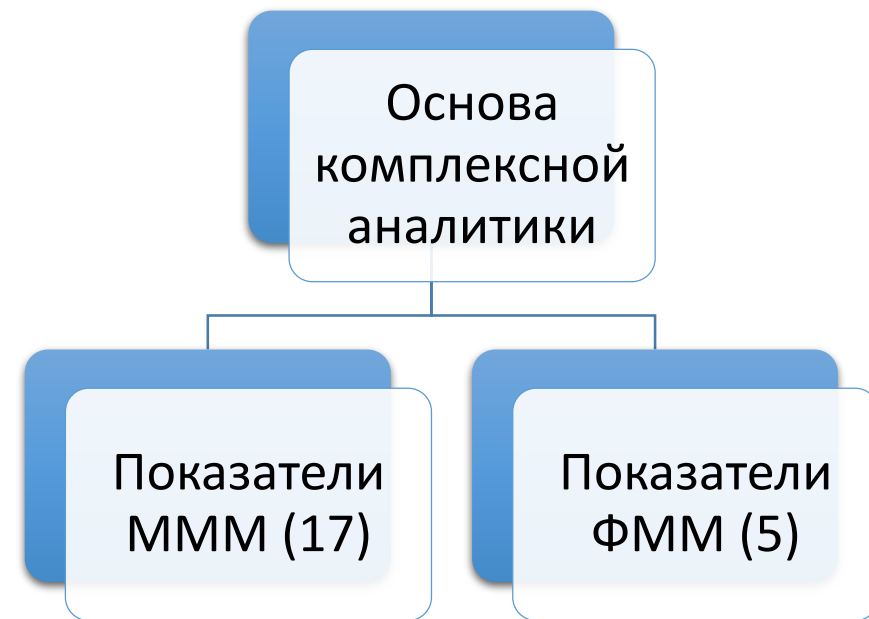 Основа
комплексной
аналитики
Показатели
МММ (17)
Показатели
ФММ (5)